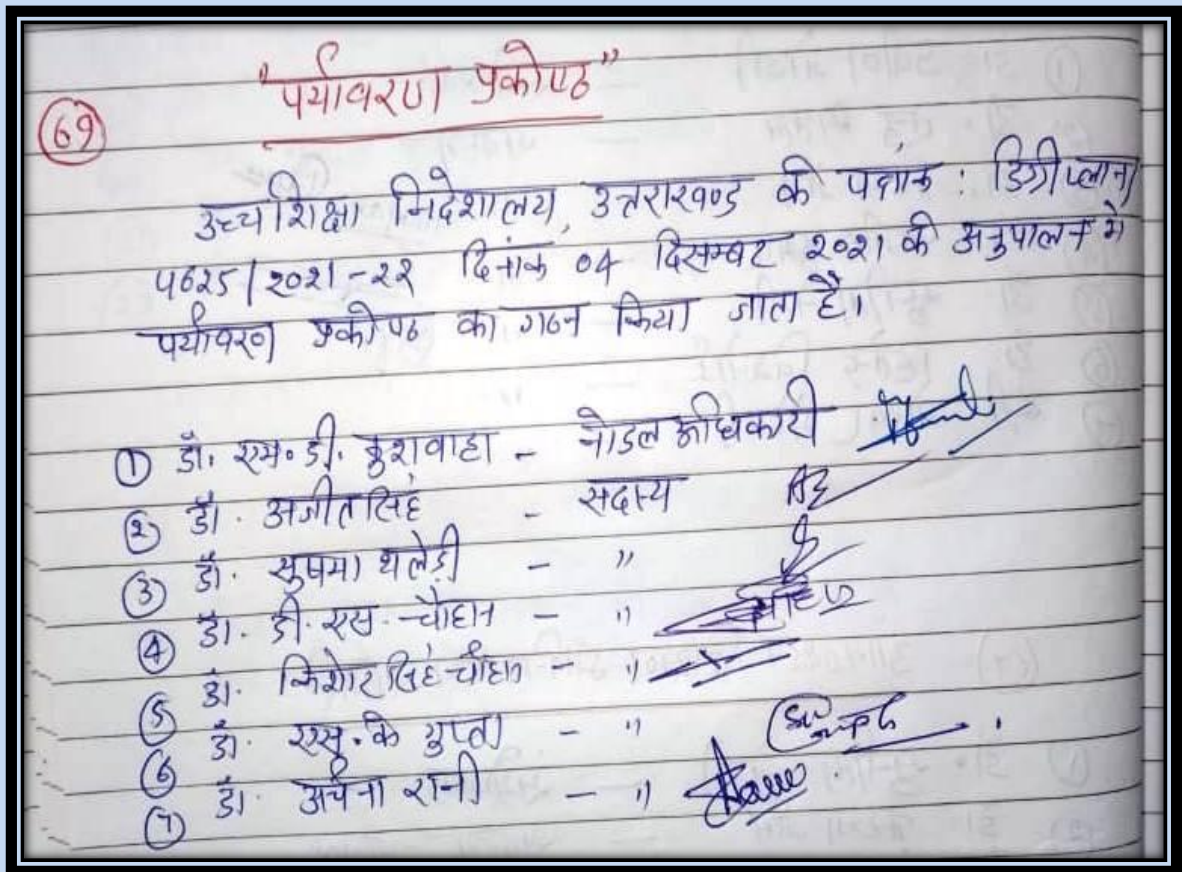 "पर्यावरण प्रकोष्ठ"
69
उच्च शिक्षा निदेशालय, उत्तराखण्ड के पत्रांक : डिग्री प्लान/
4625/2021-22 दिनांक 04 दिसम्बर 2021 के अनुपालन मे
पर्यावरण प्रकोष्ठ का गठन किया जाता है।
① डॉ. एम. डी. कुशवाहा - नोडल अधिकारी
② डॉ. अजीत सिंह - सदस्य
③ डॉ. सुषमा थलेड़ी - "
④ डॉ. डी. एस. चौहान - "
⑤ डॉ. किशोर सिंह चौहान - "
⑥ डॉ. एस. के गुप्ता - "
⑦ डॉ. अर्चना रानी - "